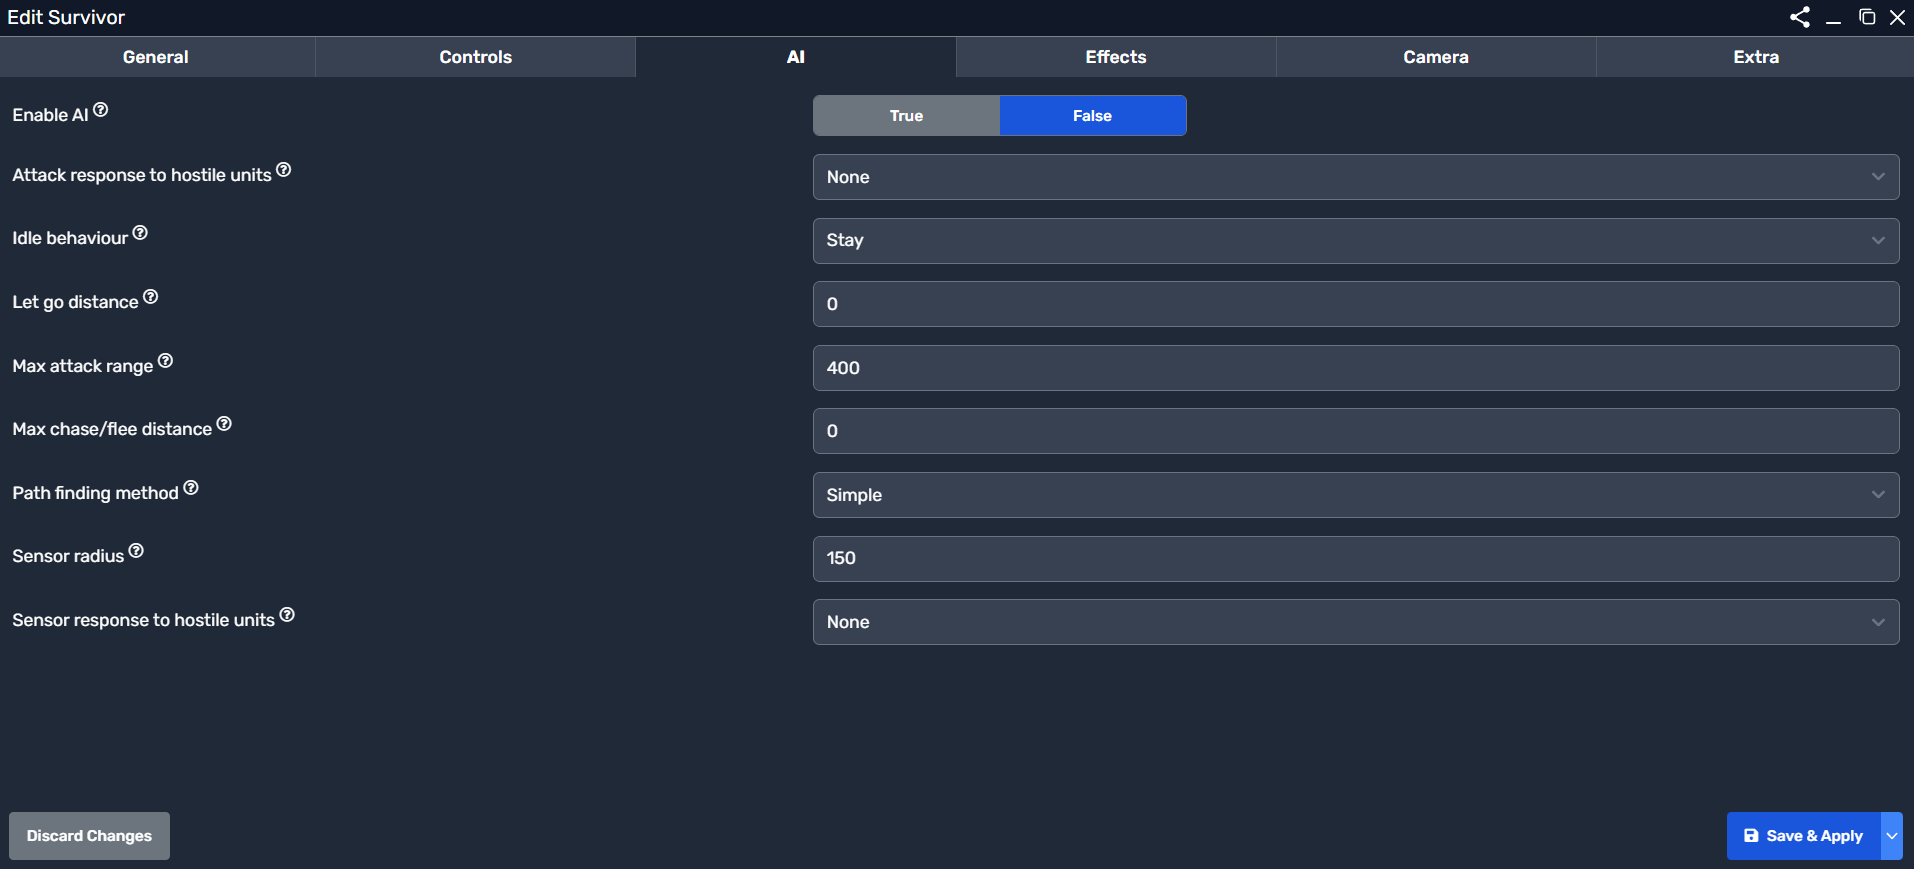 Edit Survivor
General Controls AI Effects Camera Extra
Enable AI True False
Attack response to hostile units None
Idle behaviour Stay
Let go distance 0
Max attack range 400
Max chase/flee distance 0
Path finding method Simple
Sensor radius 150
Sensor response to hostile units None
Discard Changes Save & Apply